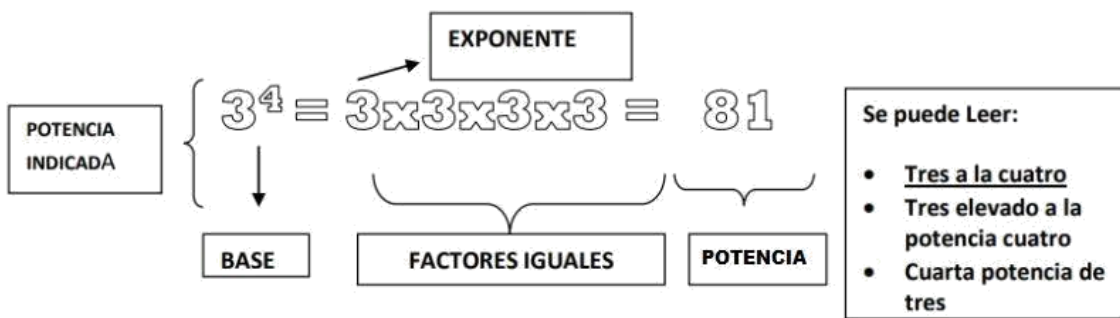 EXPONENTE
3⁴ = 3x3x3x3 = 81
POTENCIA
INDICADA
BASE
FACTORES IGUALES
POTENCIA
Se puede Leer:
• Tres a la cuatro
• Tres elevado a la
potencia cuatro
• Cuarta potencia de
tres